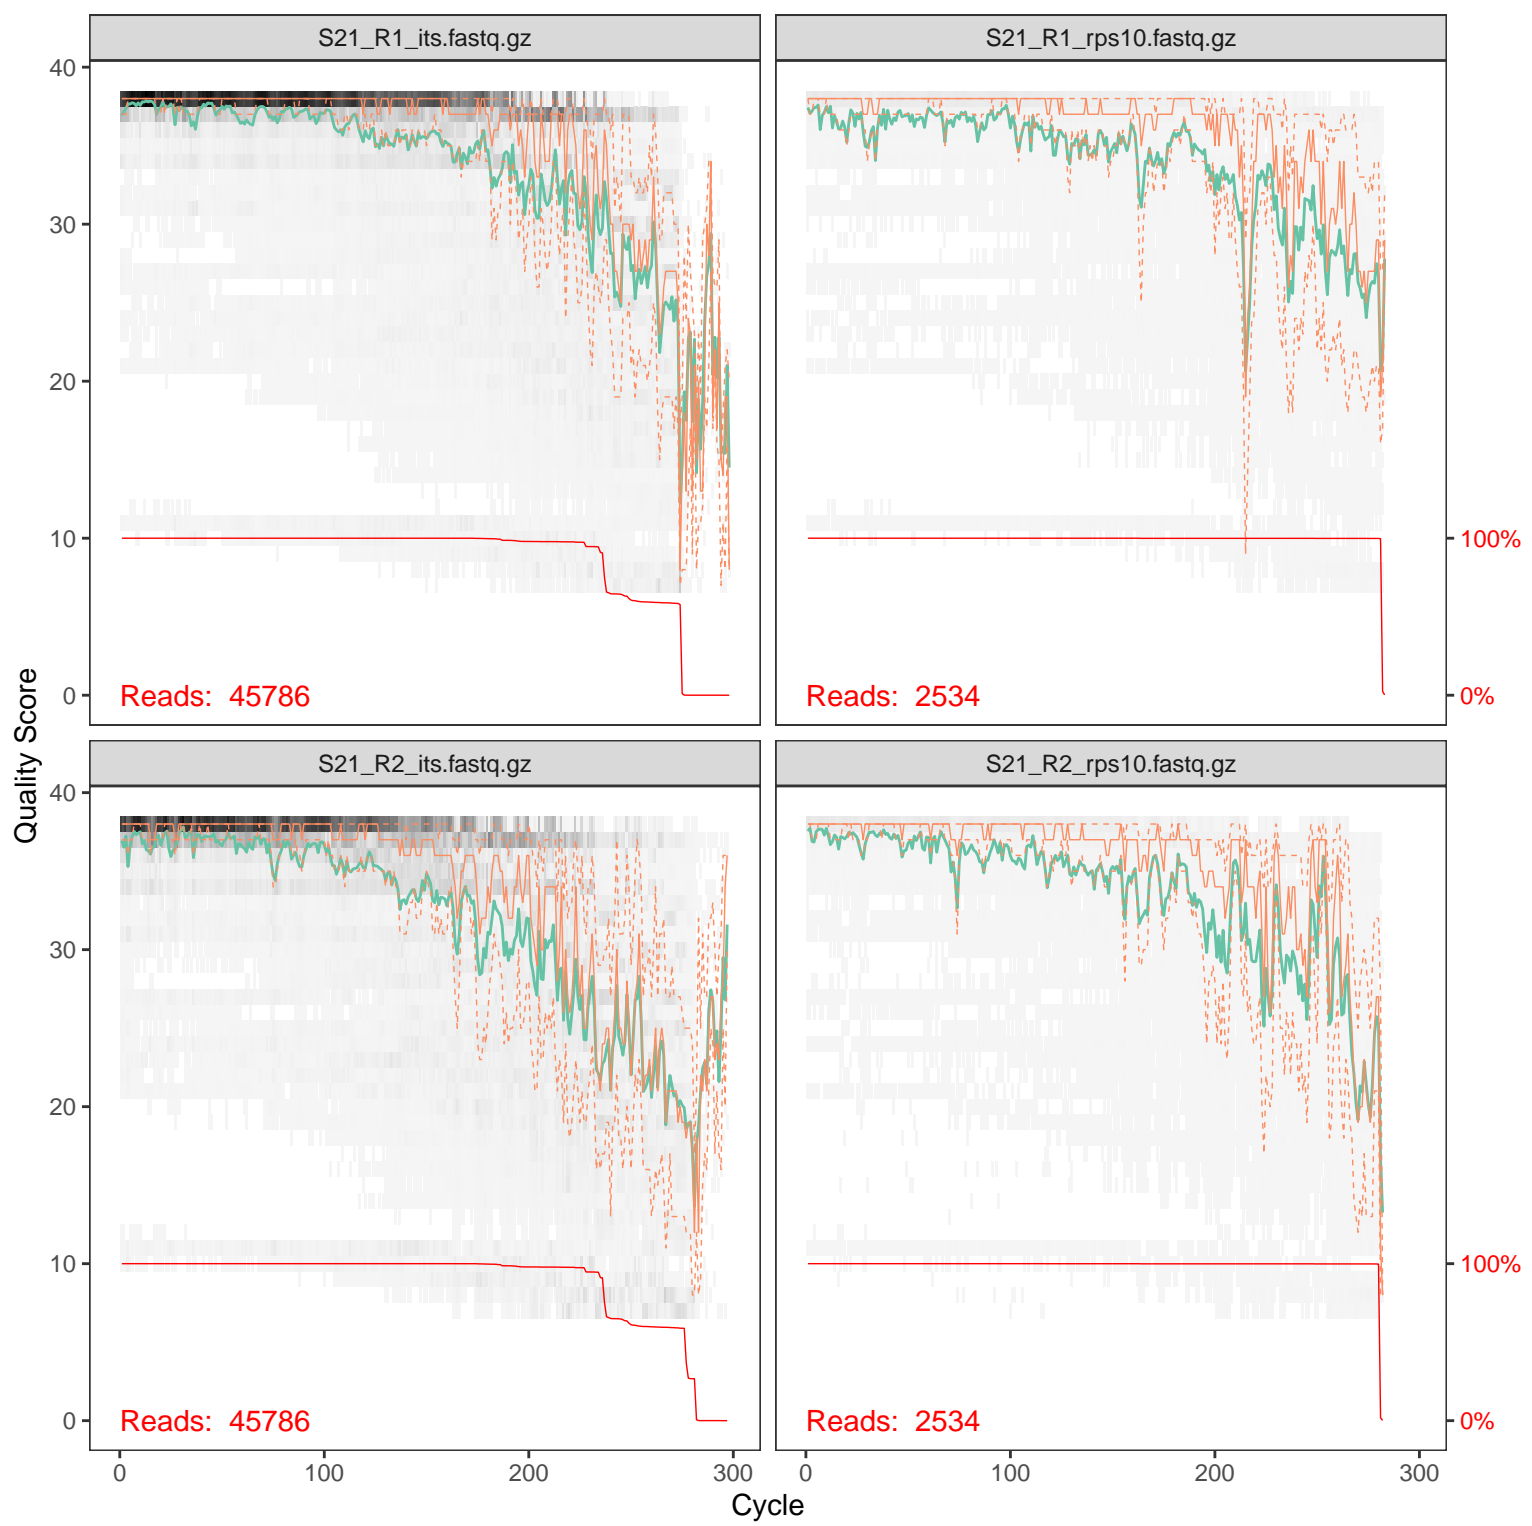 S21_R1_its.fastq.gz
S21_R1_rps10.fastq.gz
40
30
20
10
0
Reads: 45786
Reads: 2534
100%
0%
Quality Score
S21_R2_its.fastq.gz
S21_R2_rps10.fastq.gz
40
30
20
10
0
Reads: 45786
Reads: 2534
100%
0%
0 100 200 300
0 100 200 300
Cycle